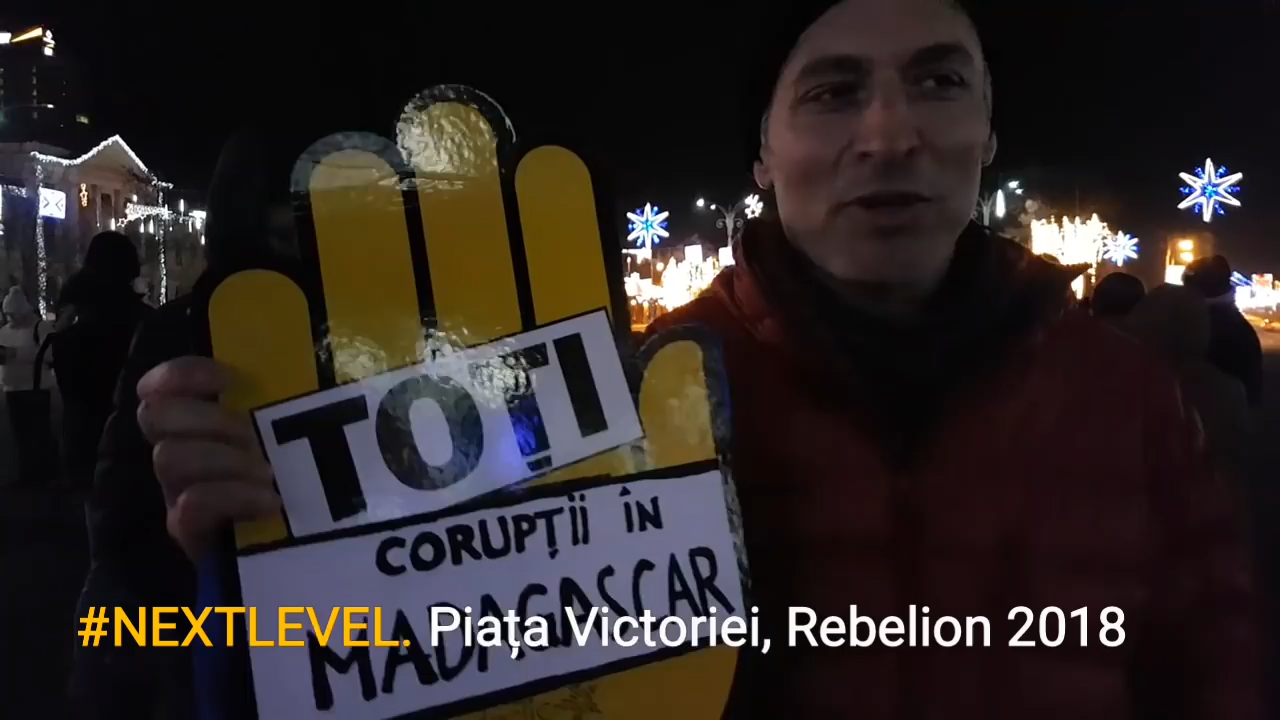 TOȚI
CORUPȚII ÎN
MADAGASCAR
#NEXTLEVEL. Piața Victoriei, Rebelion 2018